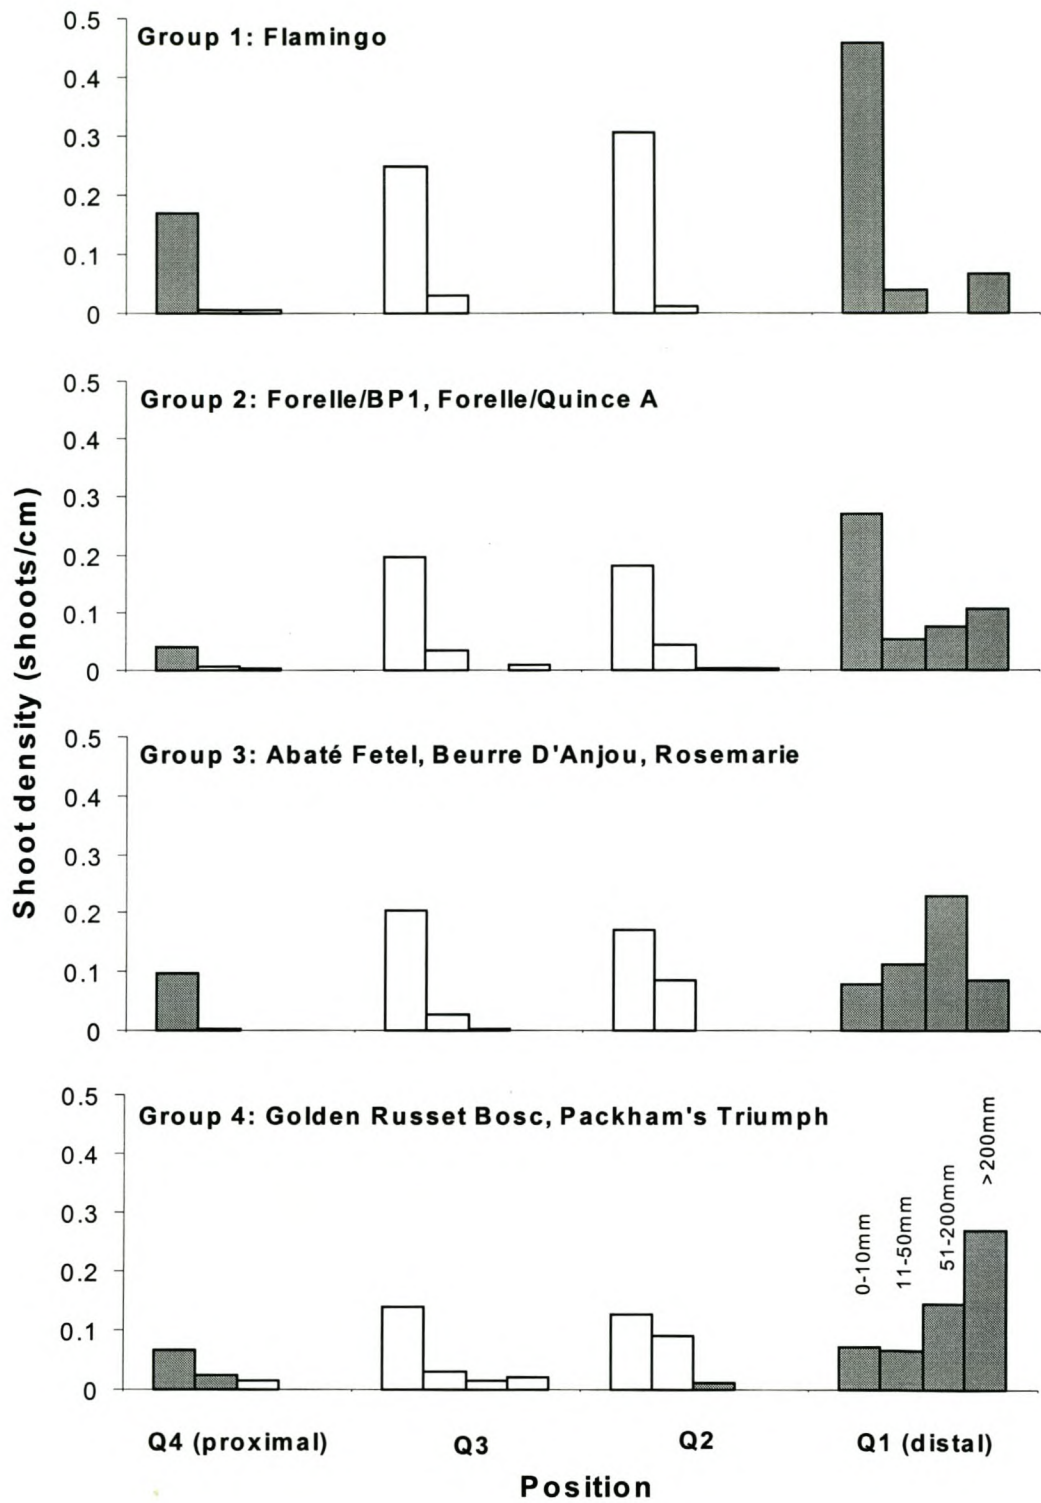 0.5
Group 1: Flamingo
0.4
0.3
0.2
0.1
0
0.5
Group 2: Forelle/BP1, Forelle/Quince A
0.4
0.3
0.2
0.1
0
Shoot density (shoots/cm)
0.5
Group 3: Abaté Fetel, Beurre D'Anjou, Rosemarie
0.4
0.3
0.2
0.1
0
0.5
Group 4: Golden Russet Bosc, Packham's Triumph
0.4
0.3
0.2
0.1
0
0-10mm
11-50mm
51-200mm
>200mm
Q4 (proximal) Q3 Q2 Q1 (distal)
Position